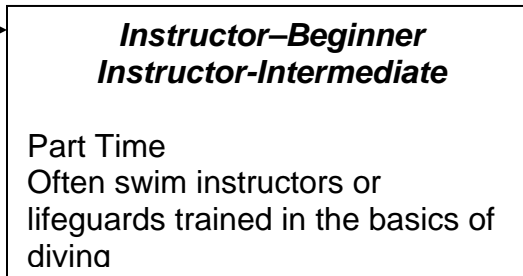 Instructor–Beginner
Instructor-Intermediate
Part Time
Often swim instructors or
lifeguards trained in the basics of
diving